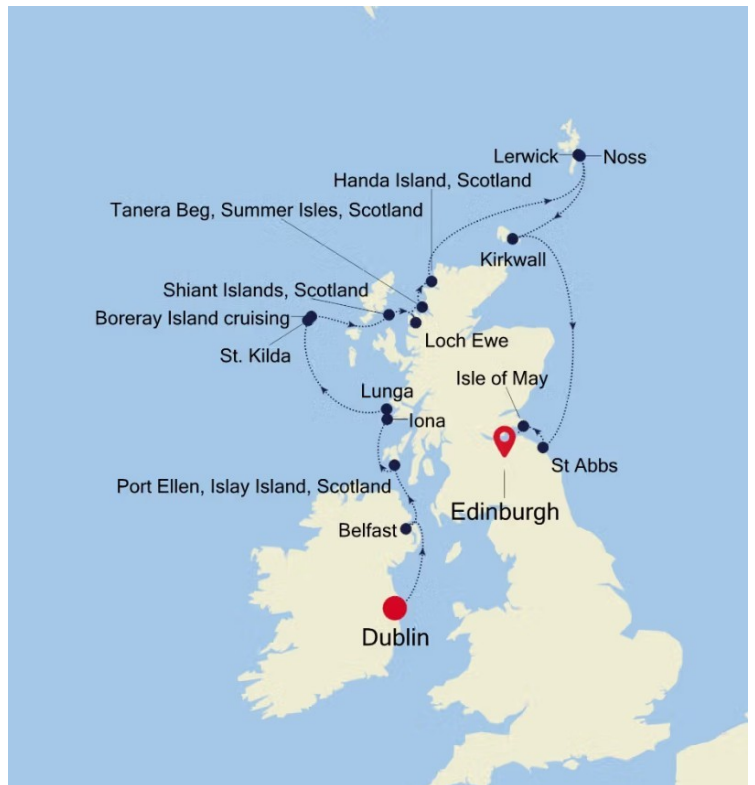 Lerwick
Noss
Handa Island, Scotland
Tanera Beg, Summer Isles, Scotland
Kirkwall
Shiant Islands, Scotland
Boreray Island cruising
Loch Ewe
St. Kilda
Isle of May
Lunga
Iona
St Abbs
Port Ellen, Islay Island, Scotland
Edinburgh
Belfast
Dublin